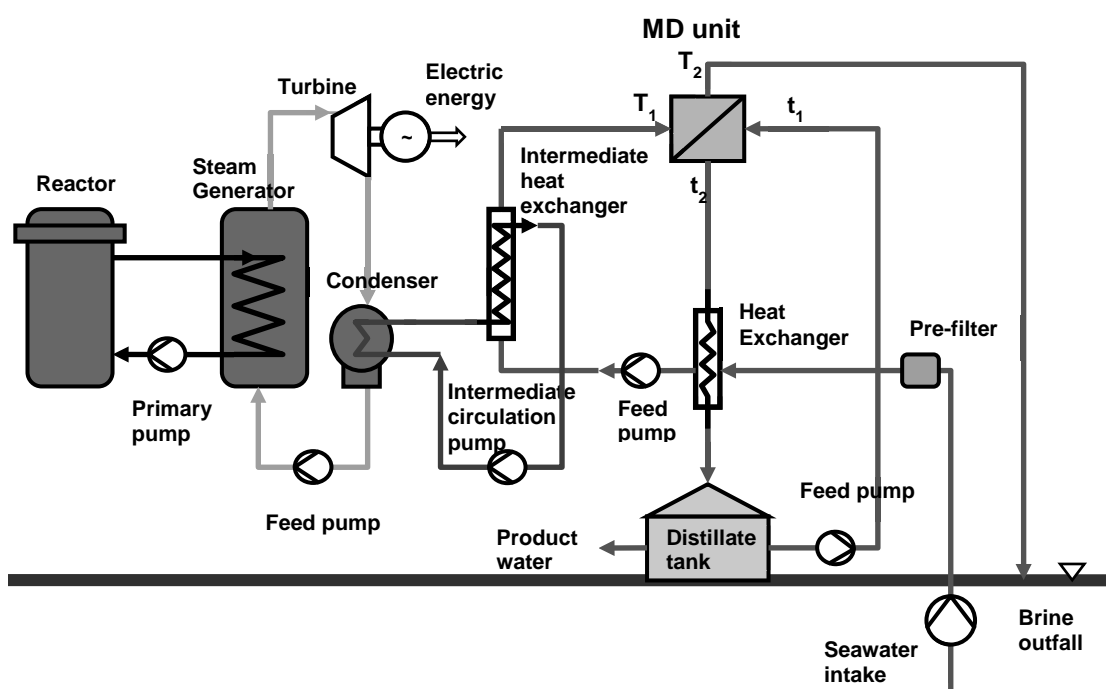 MD unit
T2
Turbine
Electric
energy
T1
t1
~
Intermediate
heat
exchanger
Steam
Generator
Reactor
t2
Condenser
Heat
Exchanger
Pre-filter
Intermediate
circulation
pump
Primary
pump
Feed
pump
Feed pump
Feed pump
Product
water
Distillate
tank
Brine
outfall
Seawater
intake